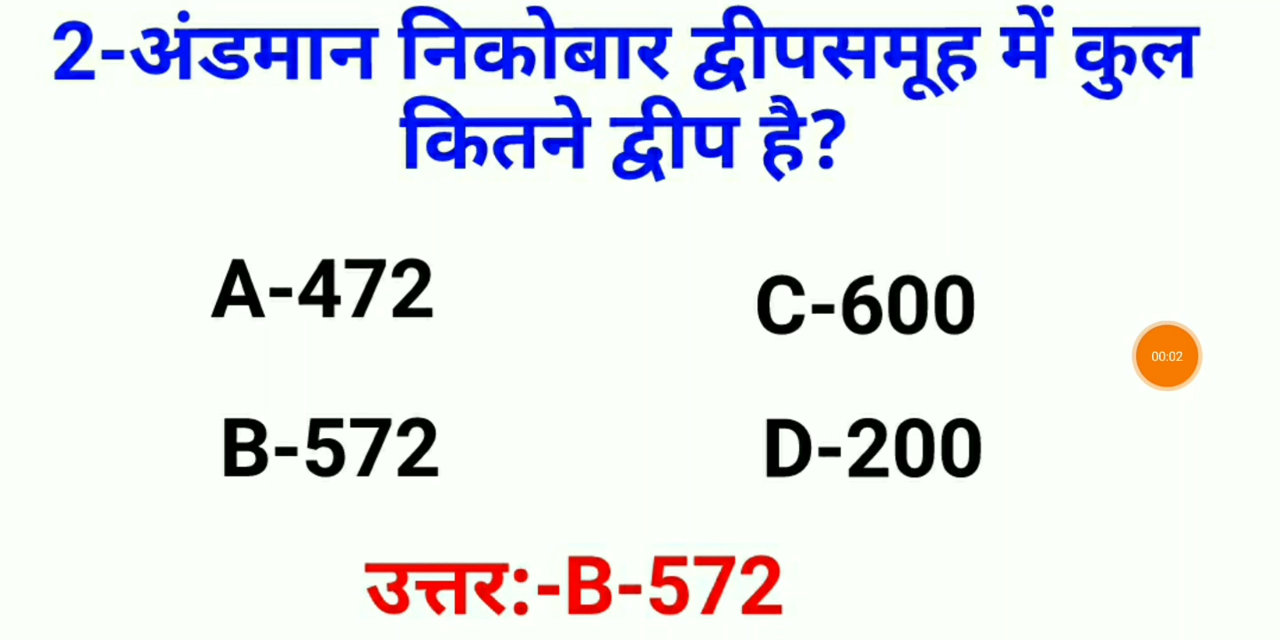 2-अंडमान निकोबार द्वीपसमूह में कुल
कितने द्वीप है?
A-472
C-600
B-572
D-200
00:02
उत्तर:-B-572